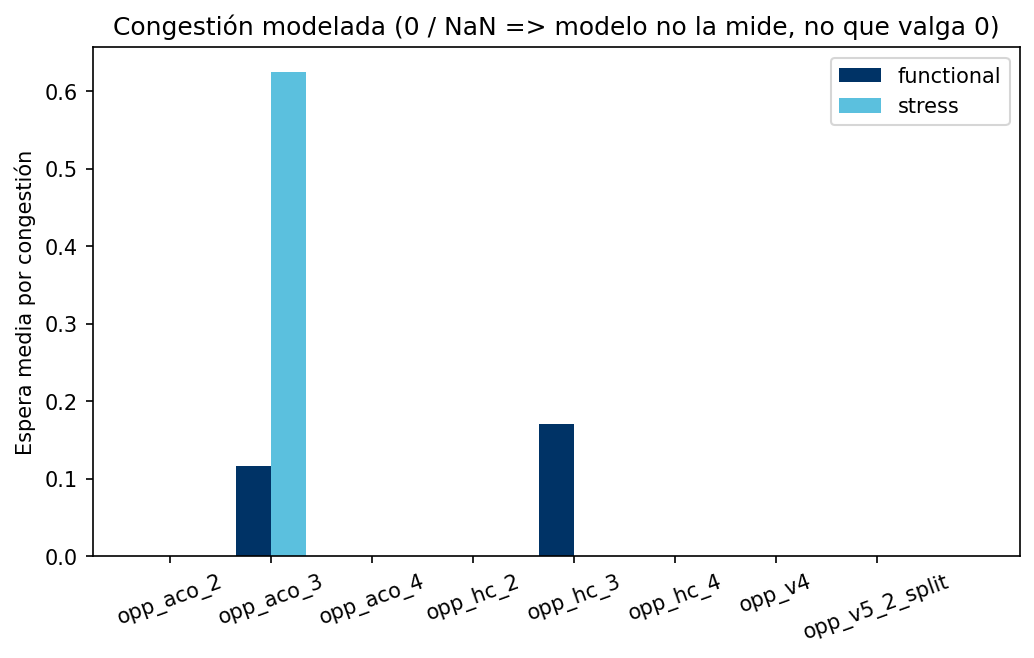 Congestión modelada (0 / NaN => modelo no la mide, no que valga 0)
functional
stress
Espera media por congestión
0.6
0.5
0.4
0.3
0.2
0.1
0.0
opp_aco_2
opp_aco_3
opp_aco_4
opp_hc_2
opp_hc_3
opp_hc_4
opp_v4
opp_v5_2_split